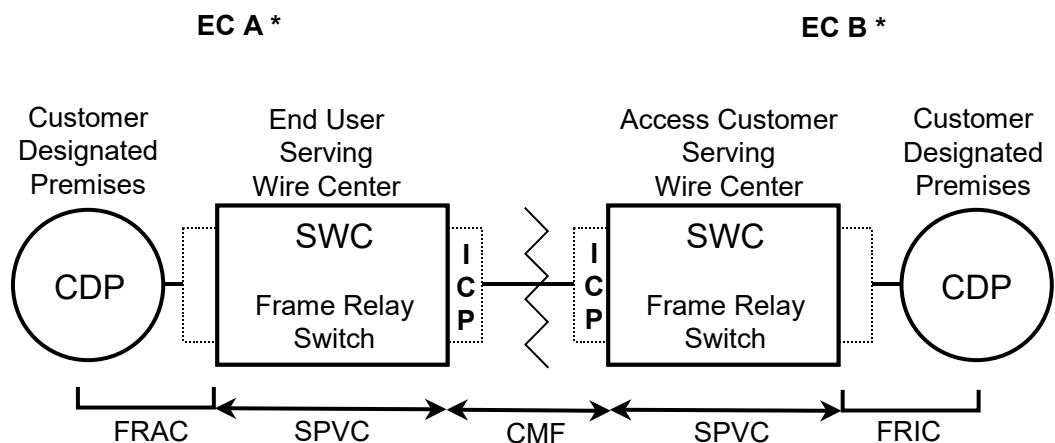 EC A *
EC B *
Customer
Designated
Premises
End User
Serving
Wire Center
Access Customer
Serving
Wire Center
Customer
Designated
Premises
CDP
SWC
Frame Relay
Switch
I
C
P
I
C
P
SWC
Frame Relay
Switch
CDP
FRAC
SPVC
CMF
SPVC
FRIC